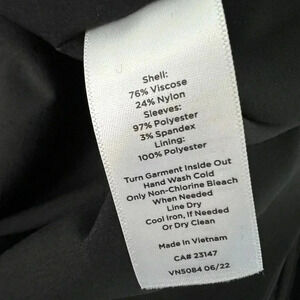 Shell:
76% Viscose
24% Nylon
Sleeves:
97% Polyester
3% Spandex
Lining:
100% Polyester
Turn Garment Inside Out
Hand Wash Cold
Only Non-Chlorine Bleach
When Needed
Line Dry
Cool Iron, If Needed
Or Dry Clean
Made in Vietnam
CA# 23147
VN5084 06/22